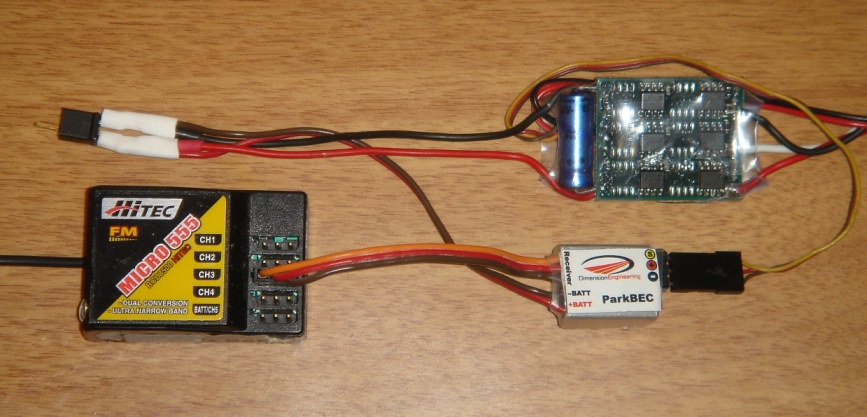 HiTEC
FM
MICRO 555
CH1
CH2
CH3
CH4
BATT/CH5
-DUAL CONVERSION
-ULTRA NARROW BAND
Receiver
S
+
DimensionEngineering
-BATT
+BATT
ParkBEC